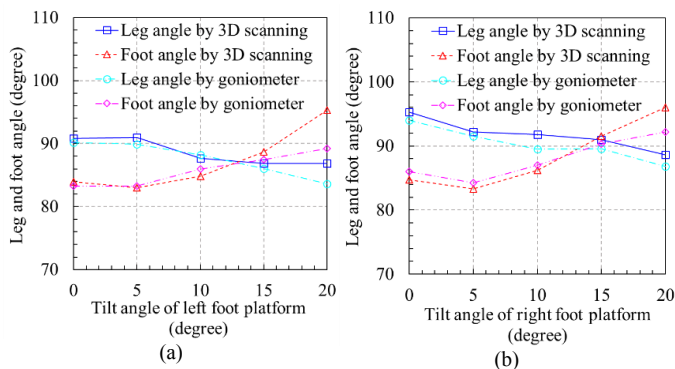 110
100
90
80
70
Leg and foot angle (degree)
Leg angle by 3D scanning
Foot angle by 3D scanning
Leg angle by goniometer
Foot angle by goniometer
0 5 10 15 20
Tilt angle of left foot platform
(degree)
(a)
110
100
90
80
70
Leg and foot angle (degree)
Leg angle by 3D scanning
Foot angle by 3D scanning
Leg angle by goniometer
Foot angle by goniometer
0 5 10 15 20
Tilt angle of right foot platform
(degree)
(b)